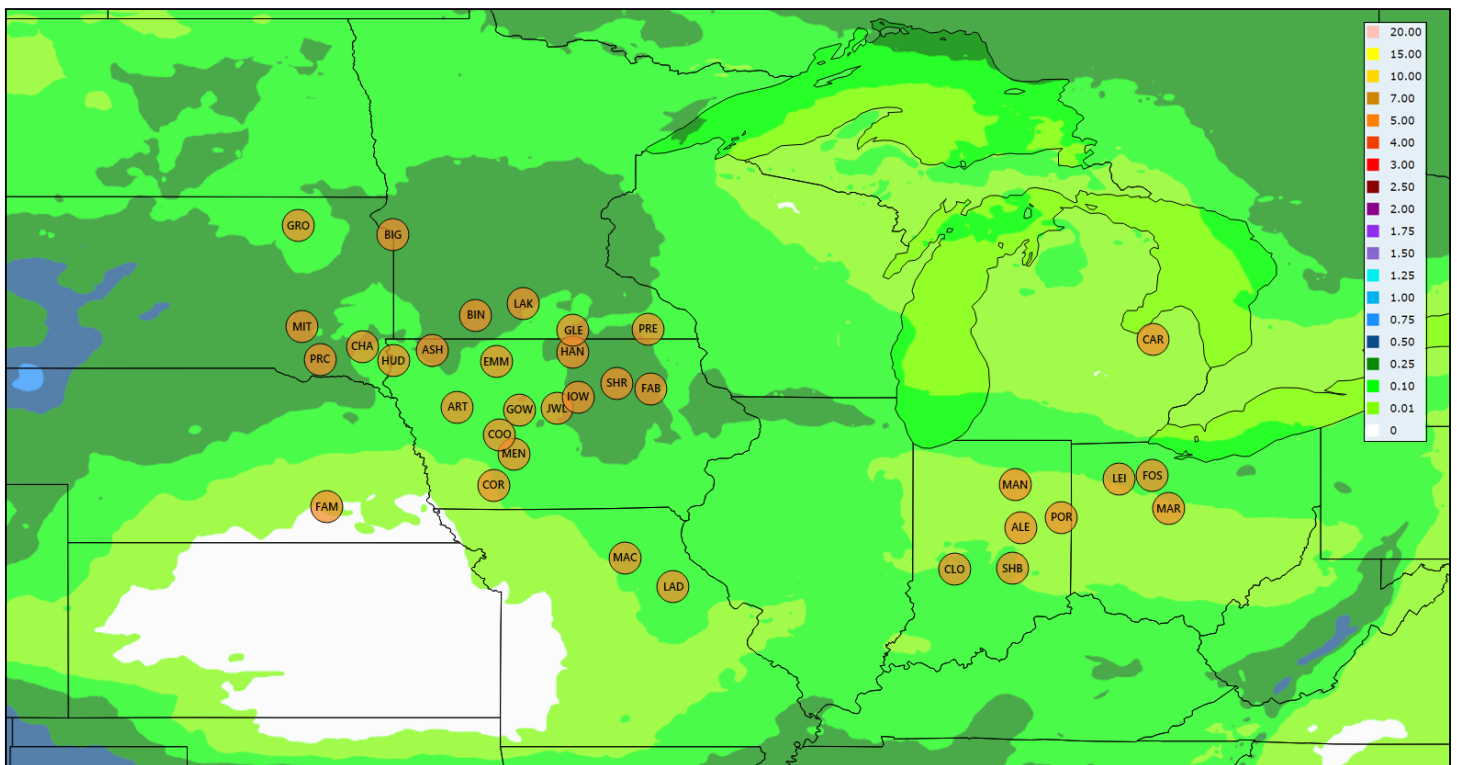 20.00
15.00
10.00
7.00
5.00
4.00
3.00
2.50
2.00
1.75
1.50
1.25
1.00
0.75
0.50
0.25
0.10
0.01
0
GRO
BIG
LAK
BIN
MIT
GLE
PRE
CAR
CHA
ASH
HAN
PRC
HUD
EMM
SHR
FAB
IOW
ART
GOW
JWL
COO
MEN
COR
MAN
LEI
FOS
FAM
MAR
POR
ALE
MAC
CLO
SHB
LAD